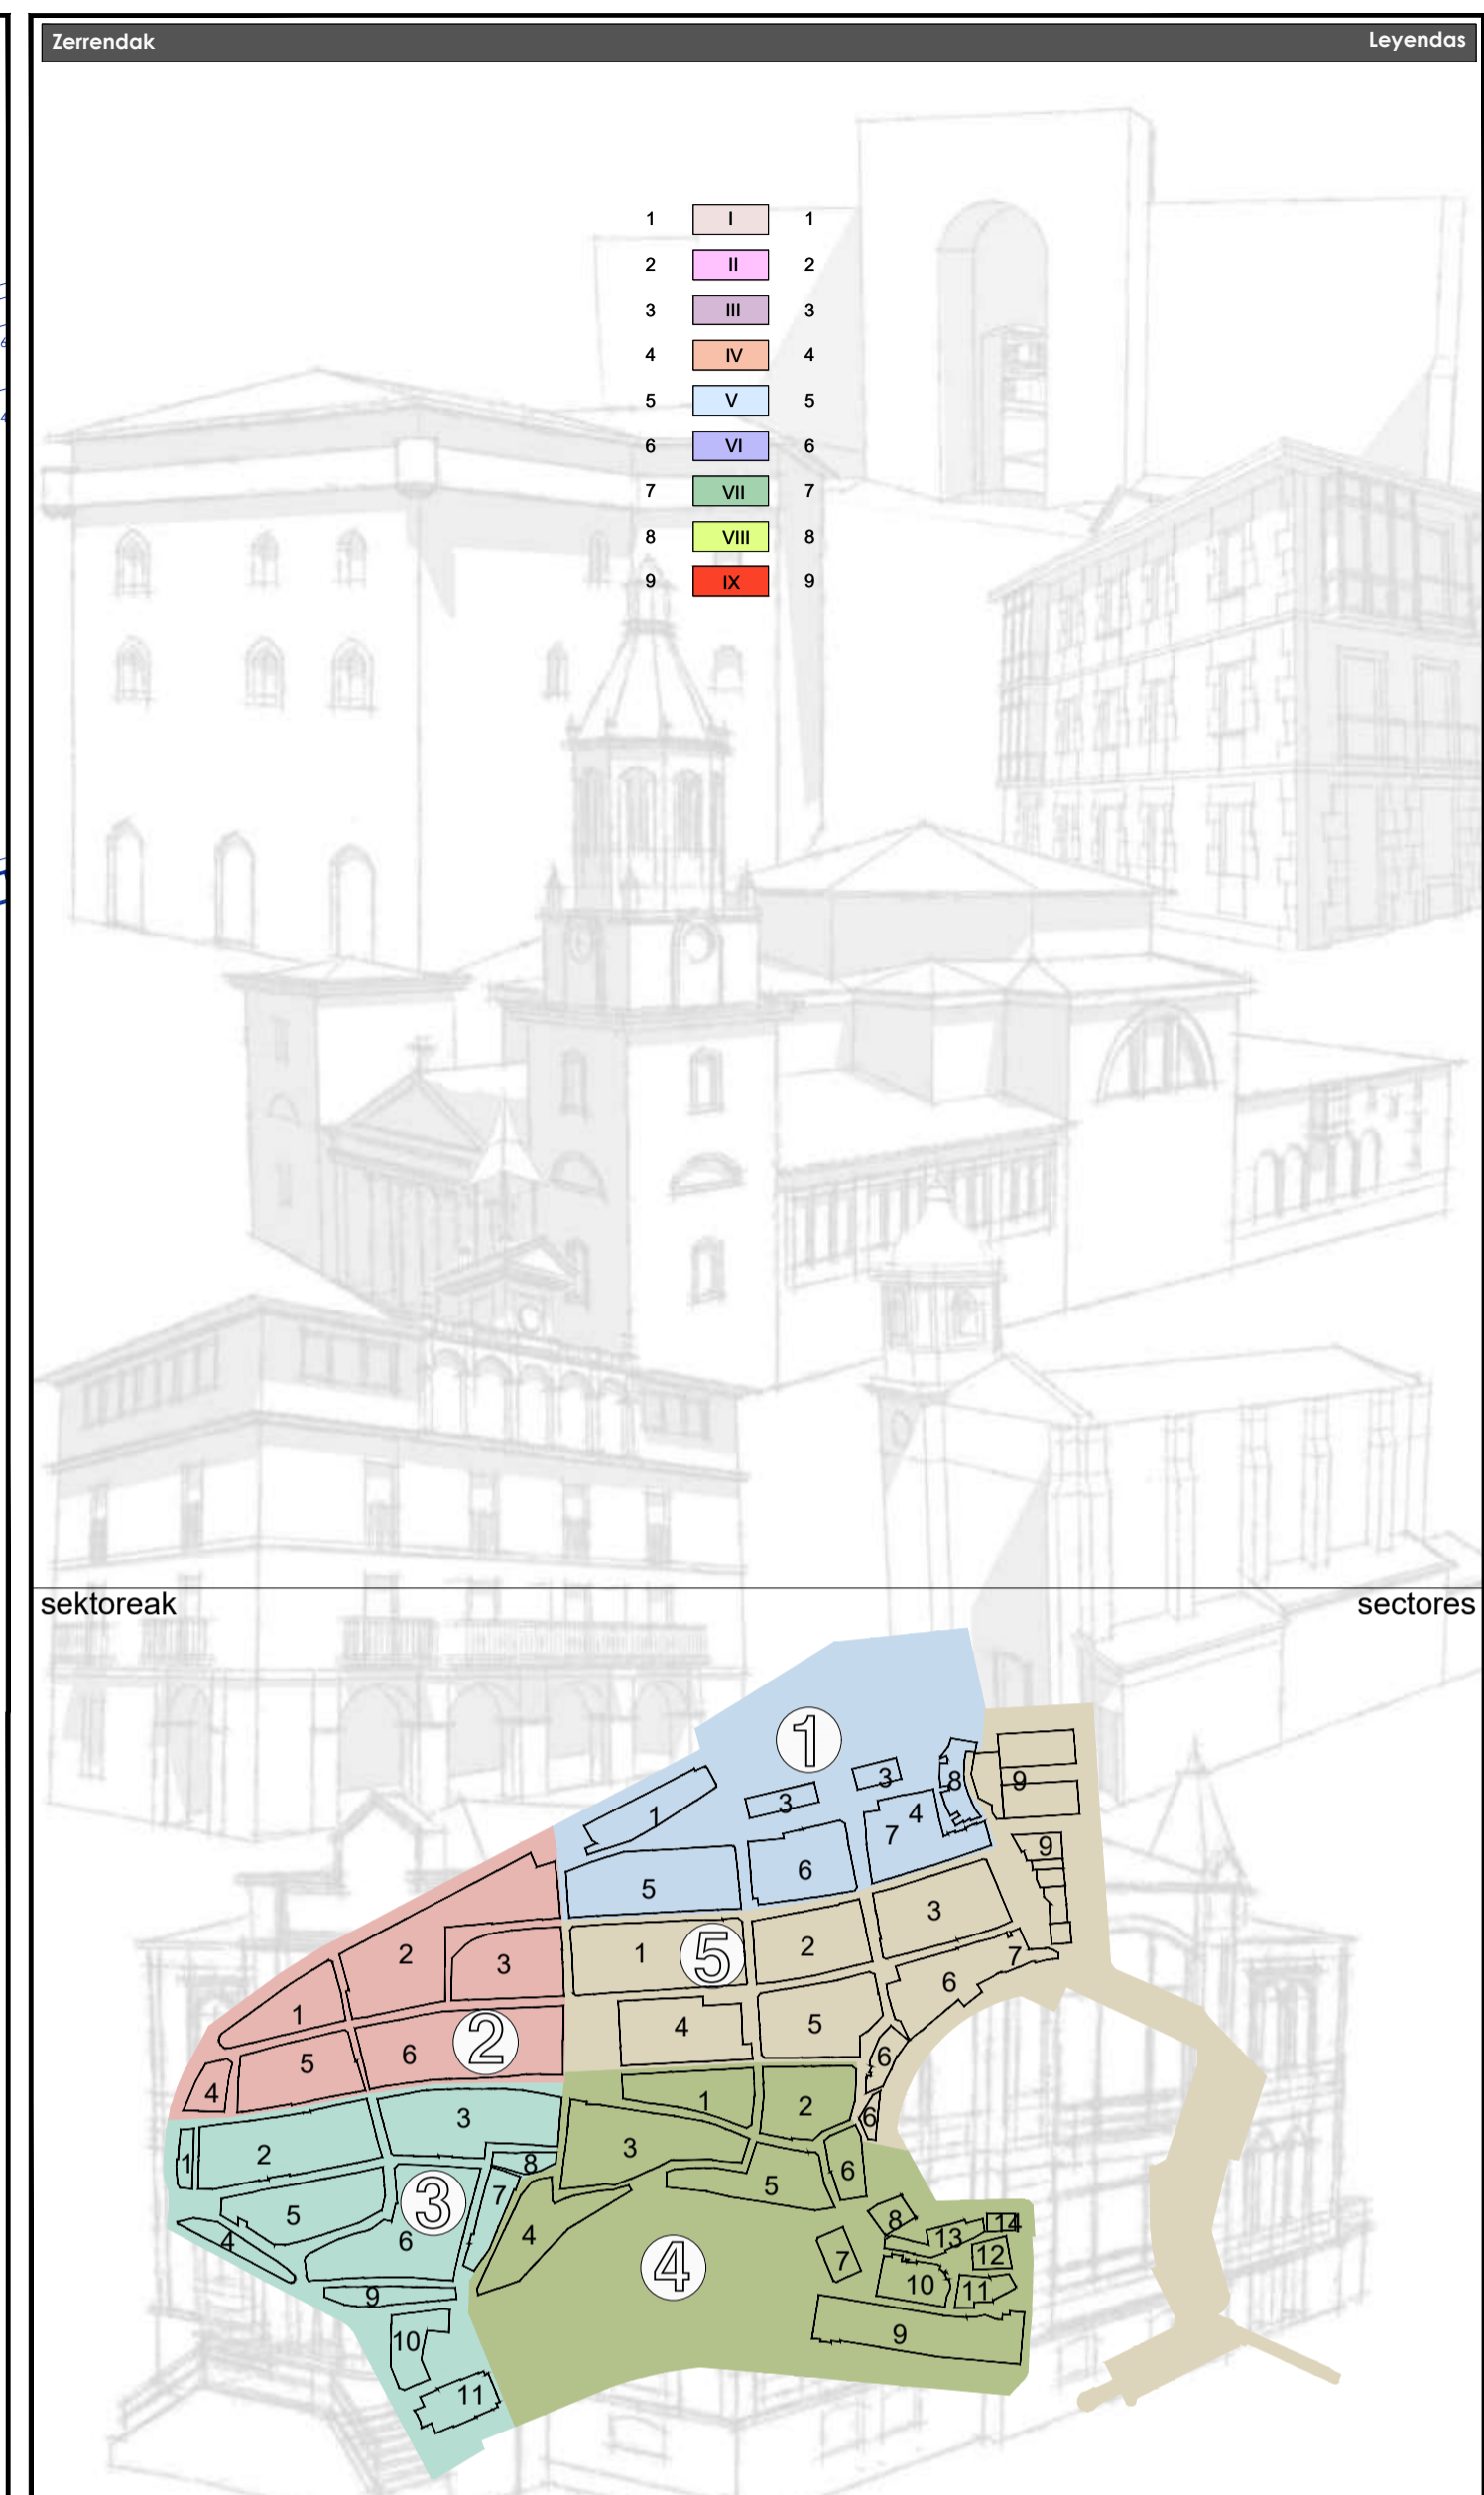 Zerrendak Leyendas
1 I 1
2 II 2
3 III 3
4 IV 4
5 V 5
6 VI 6
7 VII 7
8 VIII 8
9 IX 9
sektoreak sectores
1
3 8 9
3
1 4
7 9
6
5
3
2 1 5 2
3 7
6
1 4 5
5 6 2 6
4
1 2 6
3
3
1 2 8 6
7 5
5 3 8 14
4 6 4 13
4 7 12
9 10 11
10 9
11